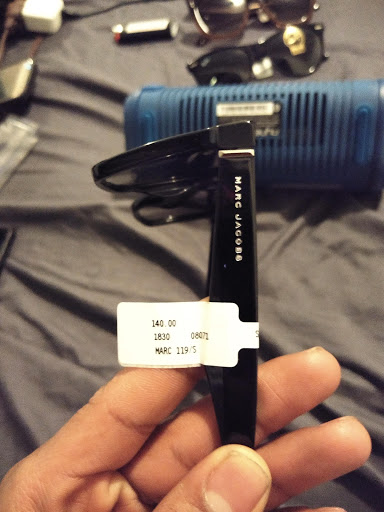 MARC JACOBS
140.00
1830 08071
MARC 119/S
S